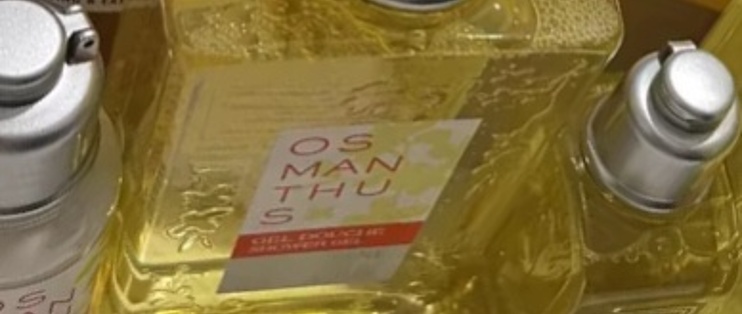 OS
MAN
THU
S
GEL DOUCHE
SHOWER GEL